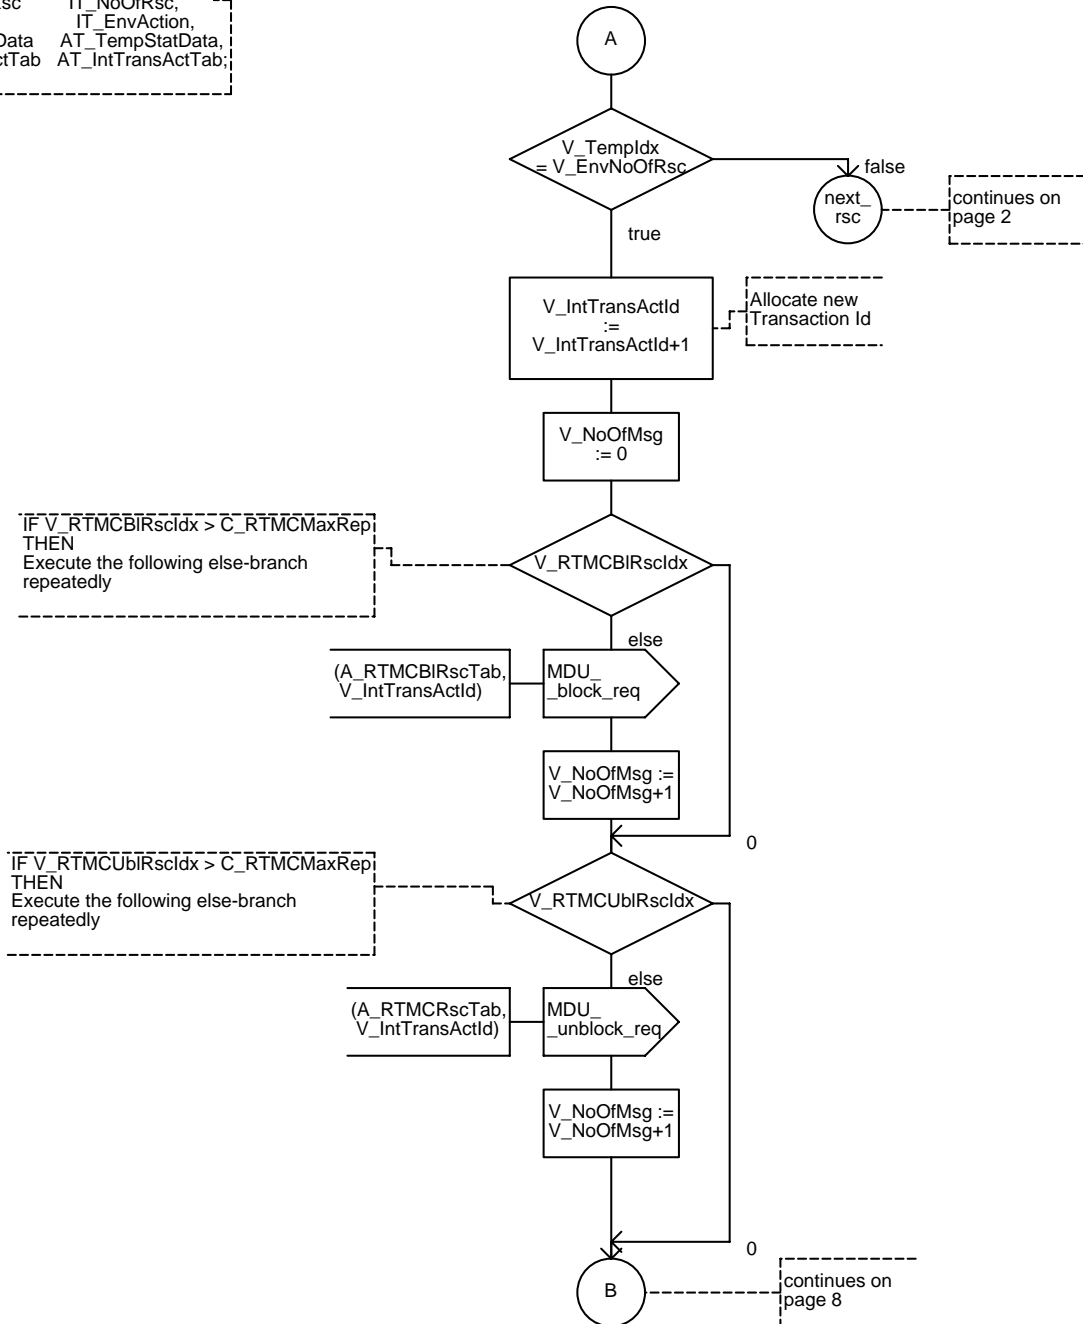 IT_NoOfRsc,
IT_EnvAction,
AT_TempStatData,
AT_IntTransActTab;
A
V_TempIdx
= V_EnvNoOfRsc
false
next_
rsc
continues on
page 2
true
V_IntTransActId
:=
V_IntTransActId+1
Allocate new
Transaction Id
V_NoOfMsg
:= 0
IF V_RTMCBlRscIdx > C_RTMCMaxRep
THEN
Execute the following else-branch
repeatedly
V_RTMCBlRscIdx
else
(A_RTMCBlRscTab,
V_IntTransActId)
MDU_
_block_req
V_NoOfMsg :=
V_NoOfMsg+1
0
IF V_RTMCUblRscIdx > C_RTMCMaxRep
THEN
Execute the following else-branch
repeatedly
V_RTMCUblRscIdx
else
(A_RTMCRscTab,
V_IntTransActId)
MDU_
_unblock_req
V_NoOfMsg :=
V_NoOfMsg+1
0
B
continues on
page 8